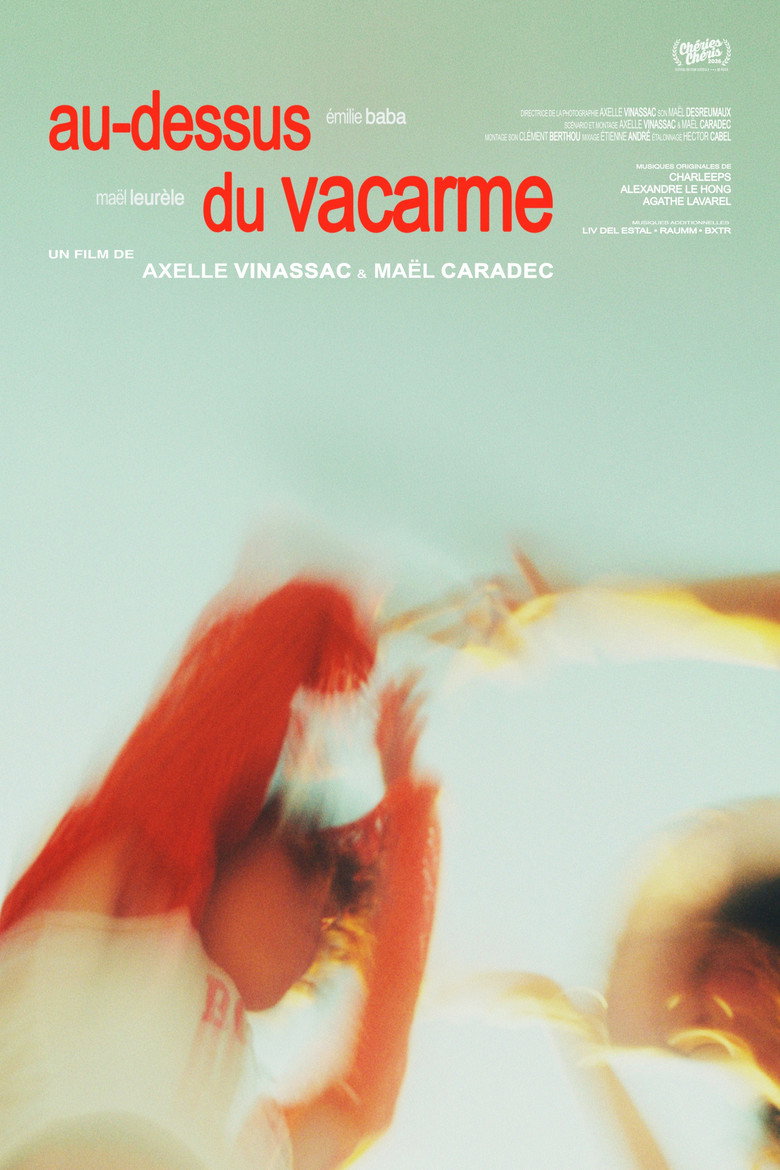 Chéries
Chéris
au-dessus
émilie baba
maël leurèle
du vacarme
UN FILM DE
AXELLE VINASSAC & MAËL CARADEC
DIRECTRICE DE LA PHOTOGRAPHIE AXELLE VINASSAC SON MAËL DESREUMAUX
SCÉNARIO ET MONTAGE AXELLE VINASSAC & MAËL CARADEC
MONTAGE SON CLÉMENT BERTHOU MIXAGE ÉTIENNE ANDRÉ ÉTALONNAGE HECTOR CABEL
MUSIQUES ORIGINALES DE
CHARLEEPS
ALEXANDRE LE HONG
AGATHE LAVAREL
MUSIQUES ADDITIONNELLES
LIV DEL ESTAL • RAUMM • BXTR